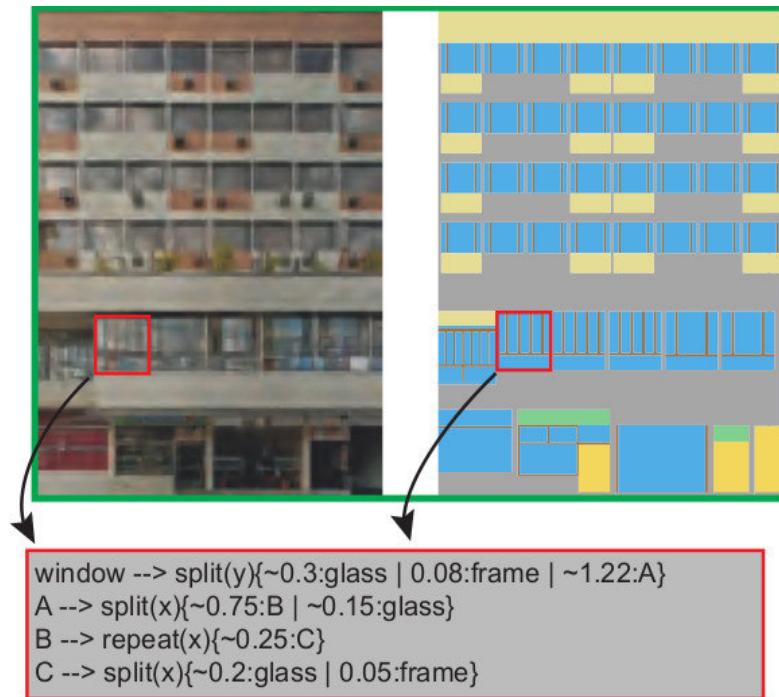 window --> split(y){~0.3:glass | 0.08:frame | ~1.22:A}
A --> split(x){~0.75:B | ~0.15:glass}
B --> repeat(x){~0.25:C}
C --> split(x){~0.2:glass | 0.05:frame}